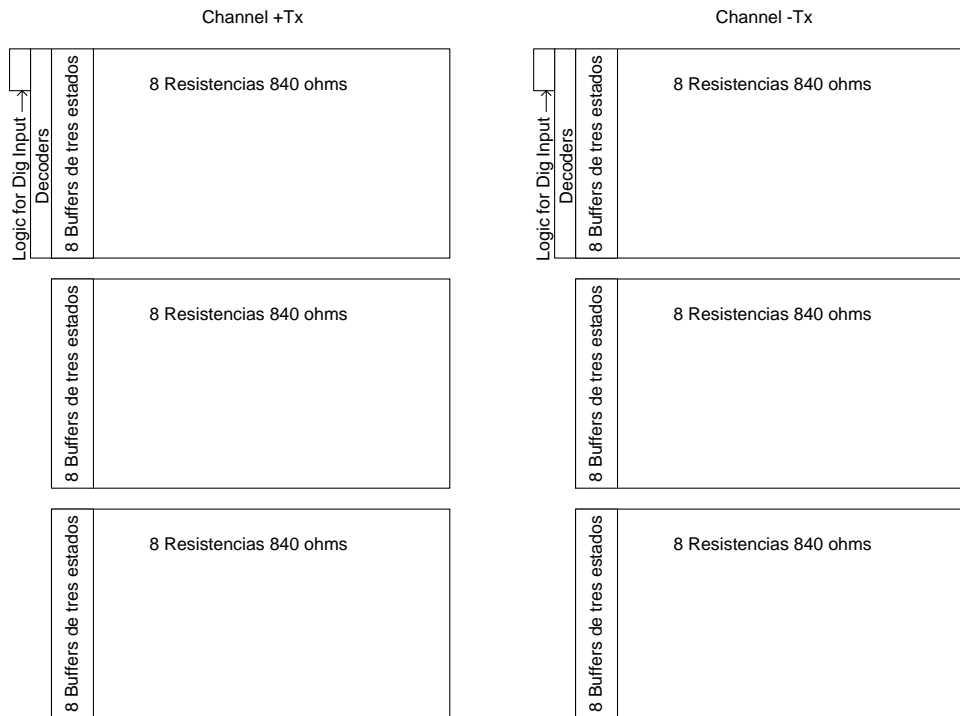 Channel +Tx
Channel -Tx
Logic for Dig Input
Decoders
8 Buffers de tres estados
8 Resistencias 840 ohms
Logic for Dig Input
Decoders
8 Buffers de tres estados
8 Resistencias 840 ohms
8 Buffers de tres estados
8 Resistencias 840 ohms
8 Buffers de tres estados
8 Resistencias 840 ohms
8 Buffers de tres estados
8 Resistencias 840 ohms
8 Buffers de tres estados
8 Resistencias 840 ohms